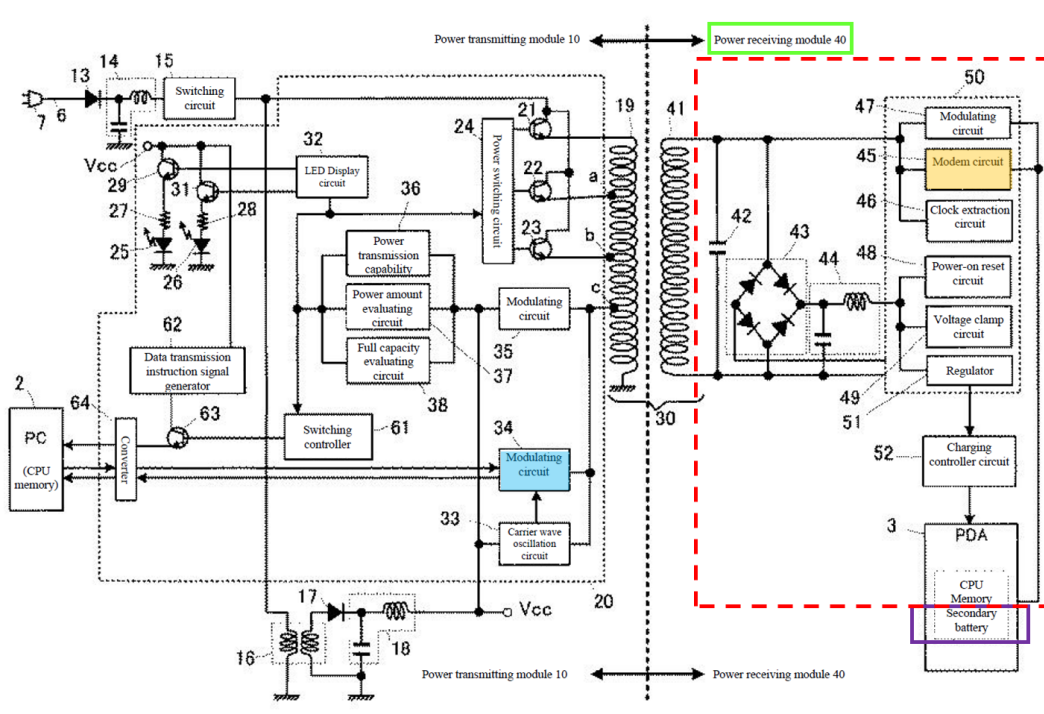 Power transmitting module 10
Power receiving module 40
14
15
13
Switching
circuit
7
6
Vcc
29
31
27
28
25
26
32
LED Display
circuit
36
Power
transmission
capability
Power amount
evaluating
circuit
37
Full capacity
evaluating
circuit
38
24
Power switching circuit
21
22
23
19
41
a
b
c
30
Modulating
circuit
35
62
Data transmission
instruction signal
generator
2
PC
(CPU
memory)
64
Converter
63
Switching
controller
61
34
Modulating
circuit
33
Carrier wave
oscillation
circuit
20
17
Vcc
16
18
42
43
44
50
47
Modulating
circuit
45
Modem circuit
46
Clock extraction
circuit
48
Power-on reset
circuit
Voltage clamp
circuit
49
Regulator
51
52
Charging
controller circuit
3
PDA
CPU
Memory
Secondary
battery
Power transmitting module 10
Power receiving module 40